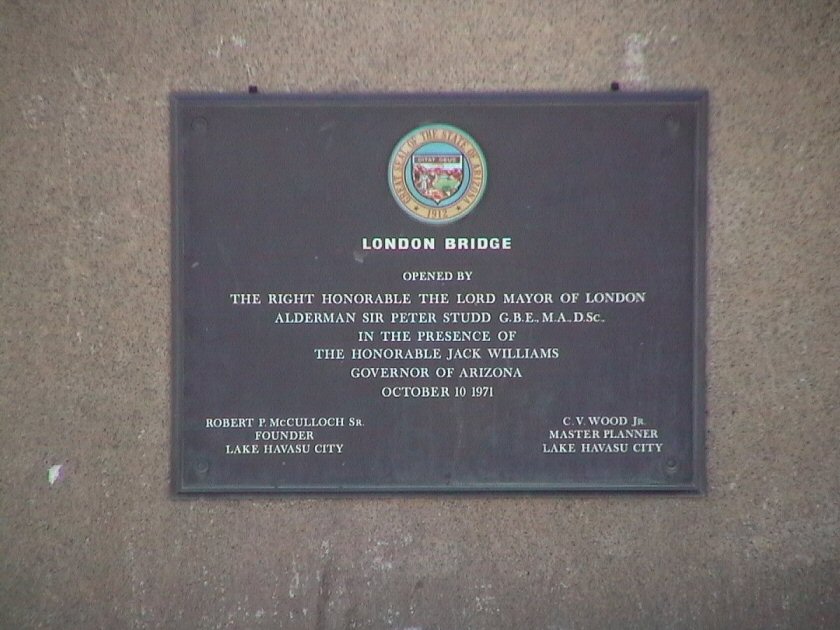 GREAT SEAL OF THE STATE OF ARIZONA
DITAT DEUS
1912
LONDON BRIDGE
OPENED BY
THE RIGHT HONORABLE THE LORD MAYOR OF LONDON
ALDERMAN SIR PETER STUDD G.B.E., M.A., D.Sc.,
IN THE PRESENCE OF
THE HONORABLE JACK WILLIAMS
GOVERNOR OF ARIZONA
OCTOBER 10 1971
ROBERT P. McCULLOCH SR.
FOUNDER
LAKE HAVASU CITY
C. V. WOOD JR.
MASTER PLANNER
LAKE HAVASU CITY